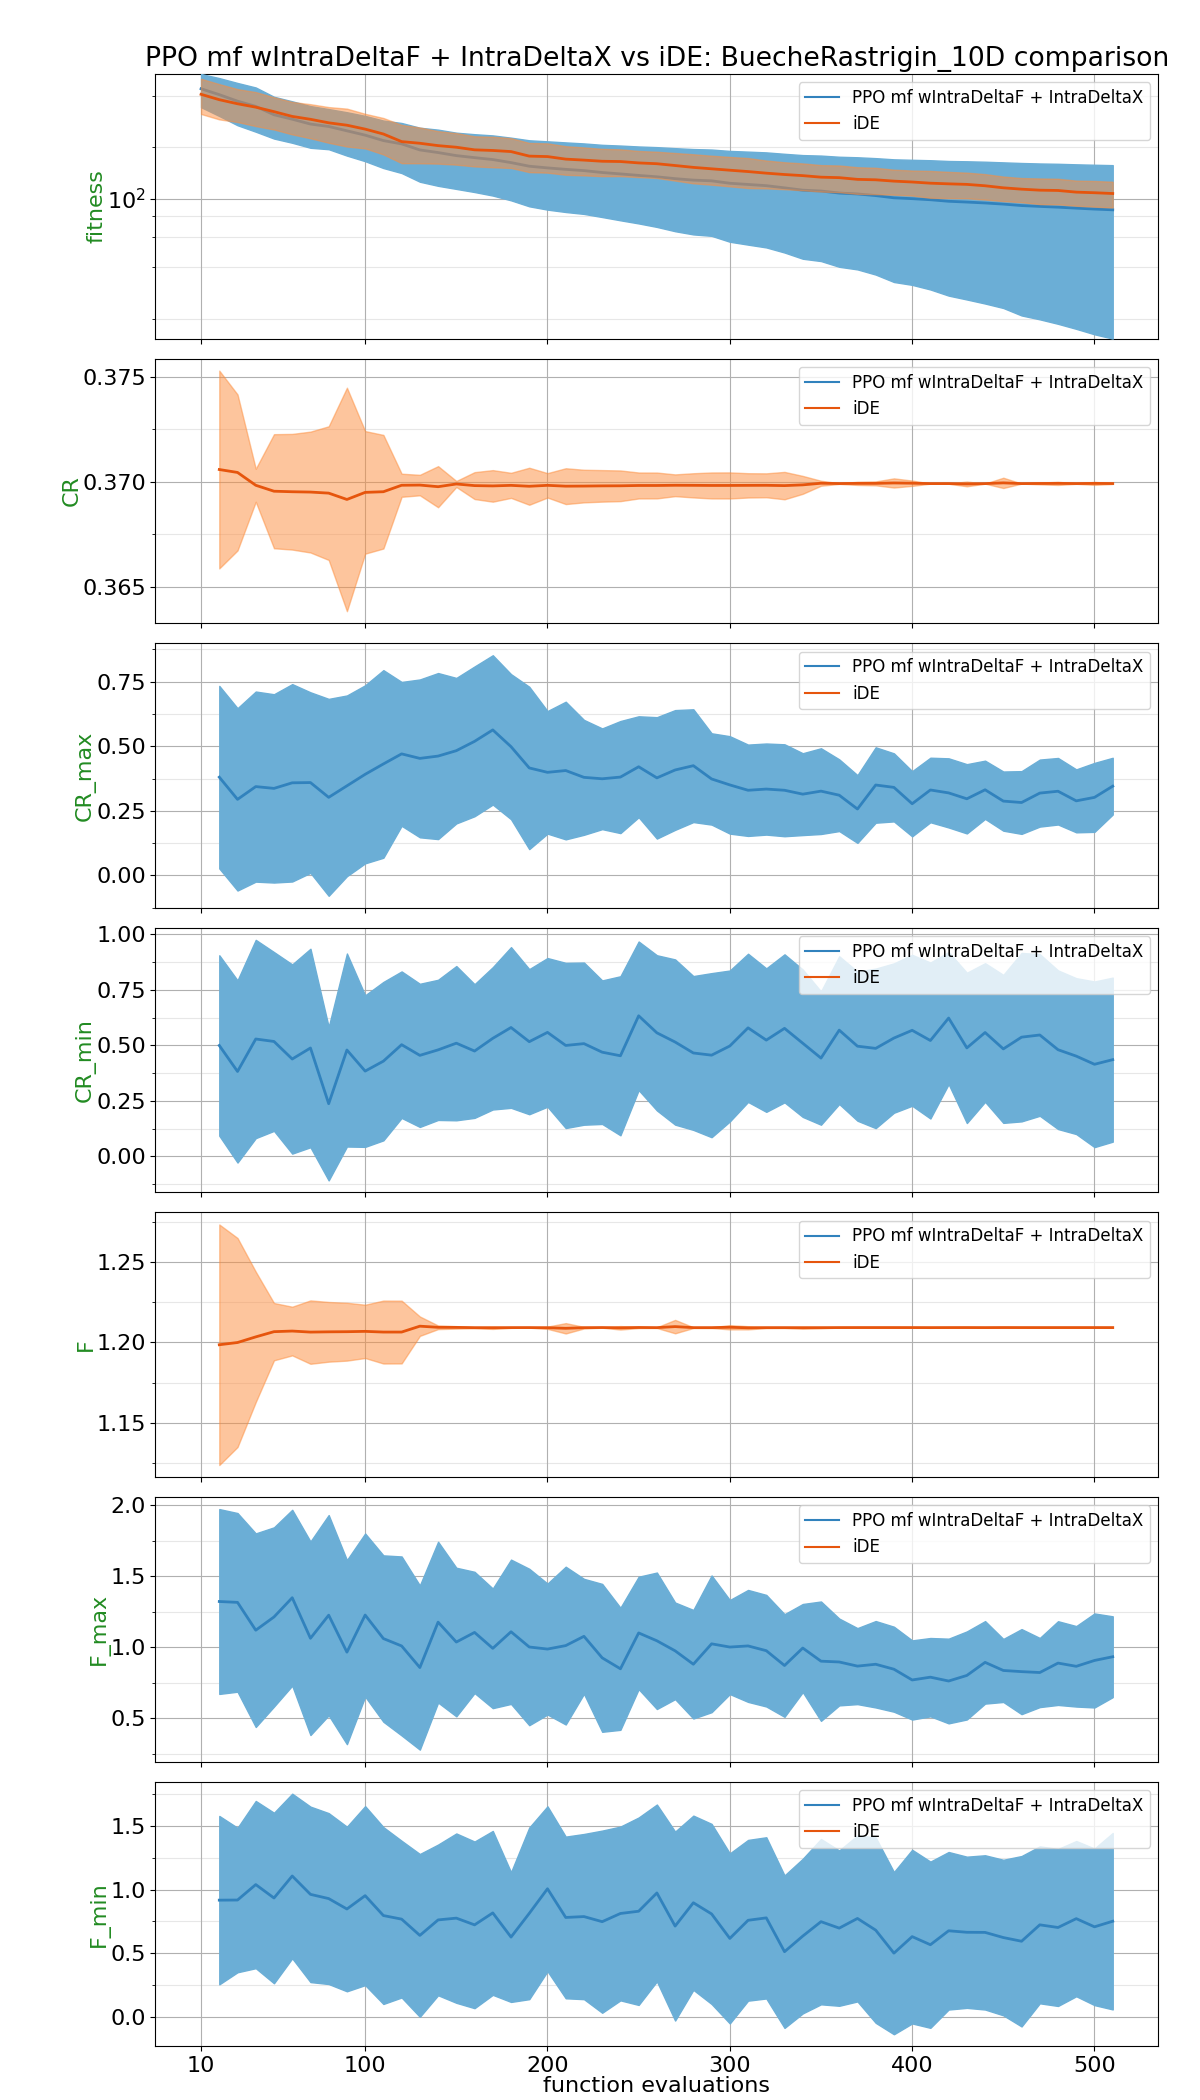 PPO mf wIntraDeltaF + IntraDeltaX vs iDE: BuecheRastrigin_10D comparison
PPO mf wIntraDeltaF + IntraDeltaX
iDE
fitness
10²
PPO mf wIntraDeltaF + IntraDeltaX
iDE
CR
0.375
0.370
0.365
PPO mf wIntraDeltaF + IntraDeltaX
iDE
CR_max
0.75
0.50
0.25
0.00
PPO mf wIntraDeltaF + IntraDeltaX
iDE
CR_min
1.00
0.75
0.50
0.25
0.00
PPO mf wIntraDeltaF + IntraDeltaX
iDE
F
1.25
1.20
1.15
PPO mf wIntraDeltaF + IntraDeltaX
iDE
F_max
2.0
1.5
1.0
0.5
PPO mf wIntraDeltaF + IntraDeltaX
iDE
F_min
1.5
1.0
0.5
0.0
10 100 200 300 400 500
function evaluations